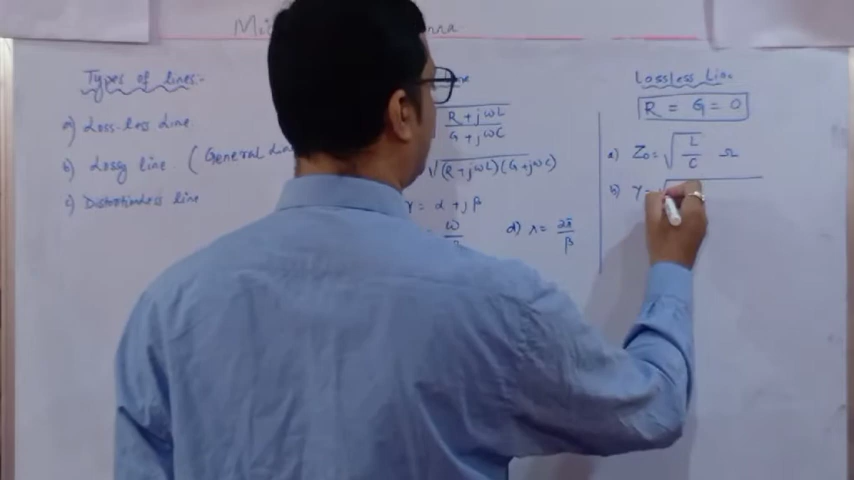 Types of lines:-
a) Loss-less Line
b) Lossy line. (General Line
c) Distortionless line
R + jωL
G + jωC
√(R+jωL)(G+jωC)
γ = α + jβ
= ω
d) λ = 2π/β
Lossless Line
R = G = 0
a) Z₀ = √L/C Ω
b) γ = √